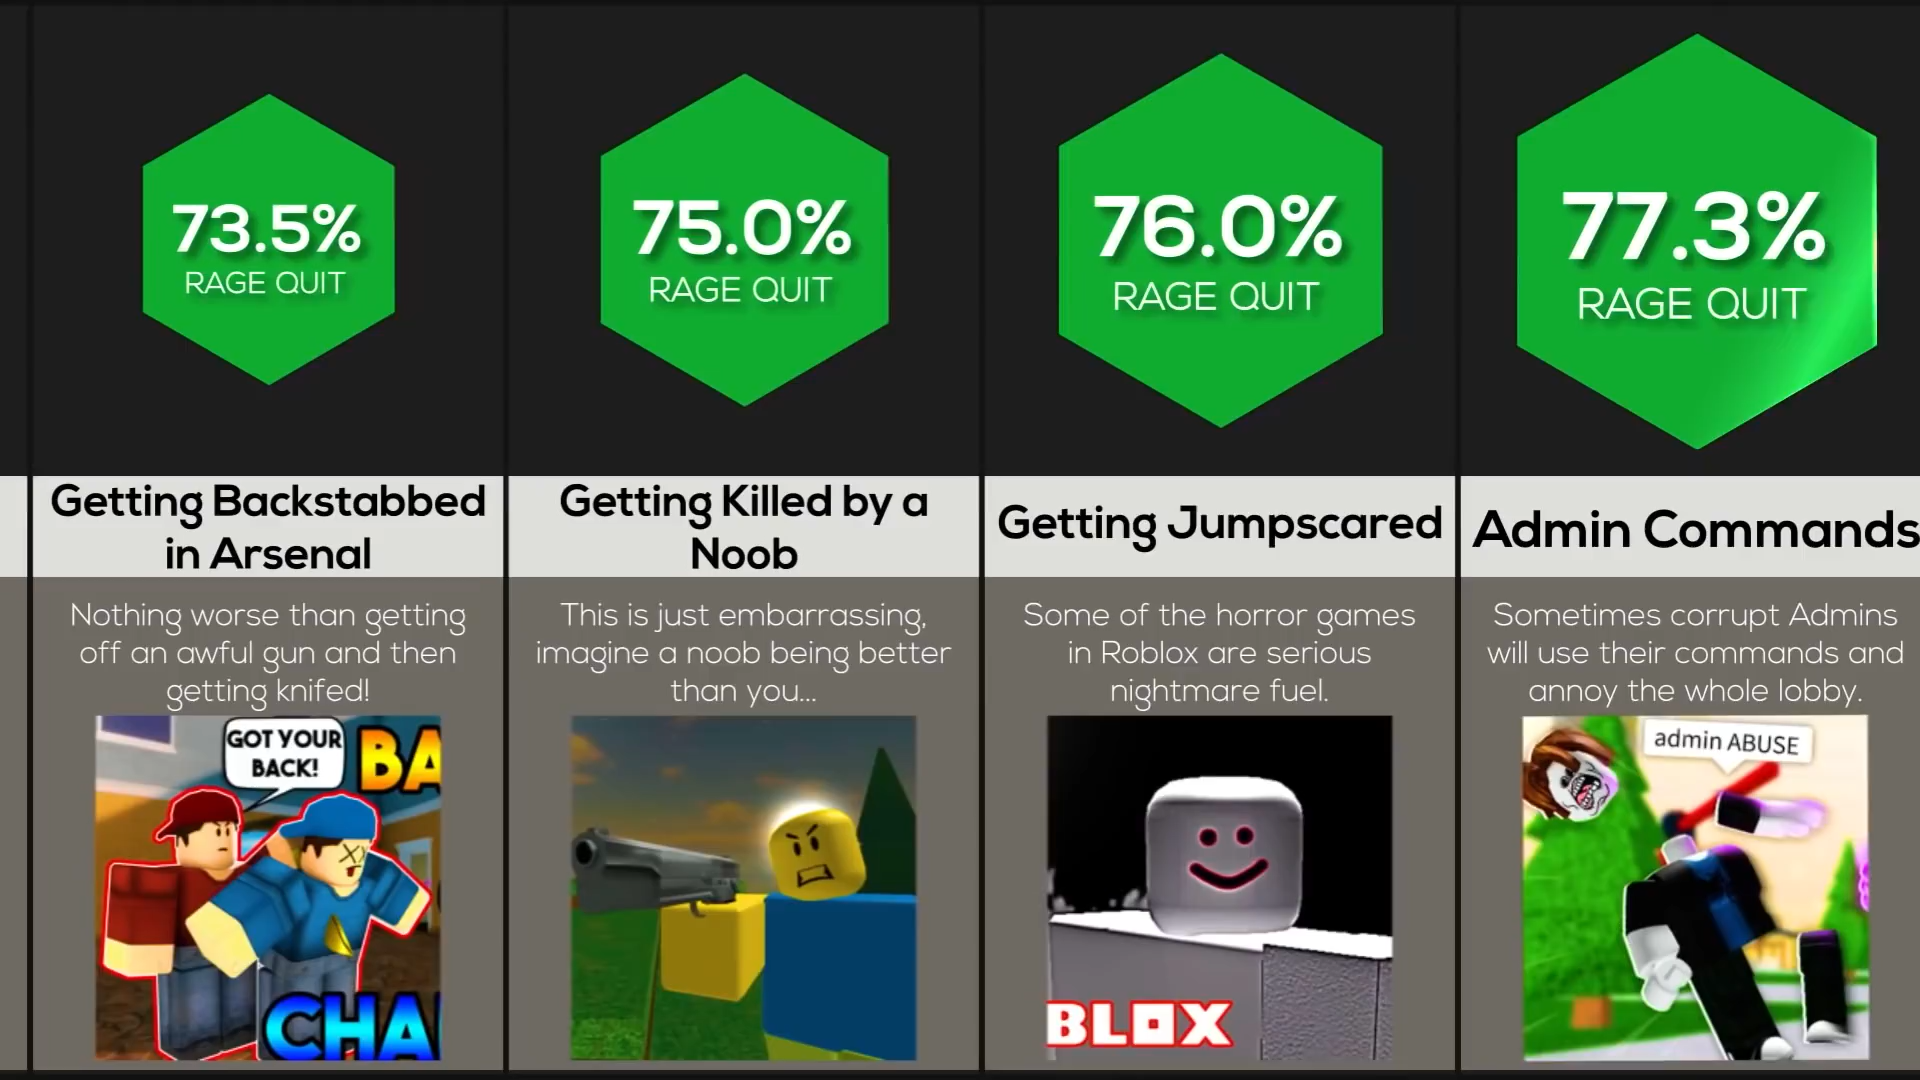 73.5%
RAGE QUIT
Getting Backstabbed
in Arsenal
Nothing worse than getting
off an awful gun and then
getting knifed!
GOT YOUR
BACK!
BA
CHA
75.0%
RAGE QUIT
Getting Killed by a
Noob
This is just embarrassing,
imagine a noob being better
than you...
76.0%
RAGE QUIT
Getting Jumpscared
Some of the horror games
in Roblox are serious
nightmare fuel.
BLOX
77.3%
RAGE QUIT
Admin Commands
Sometimes corrupt Admins
will use their commands and
annoy the whole lobby.
admin ABUSE